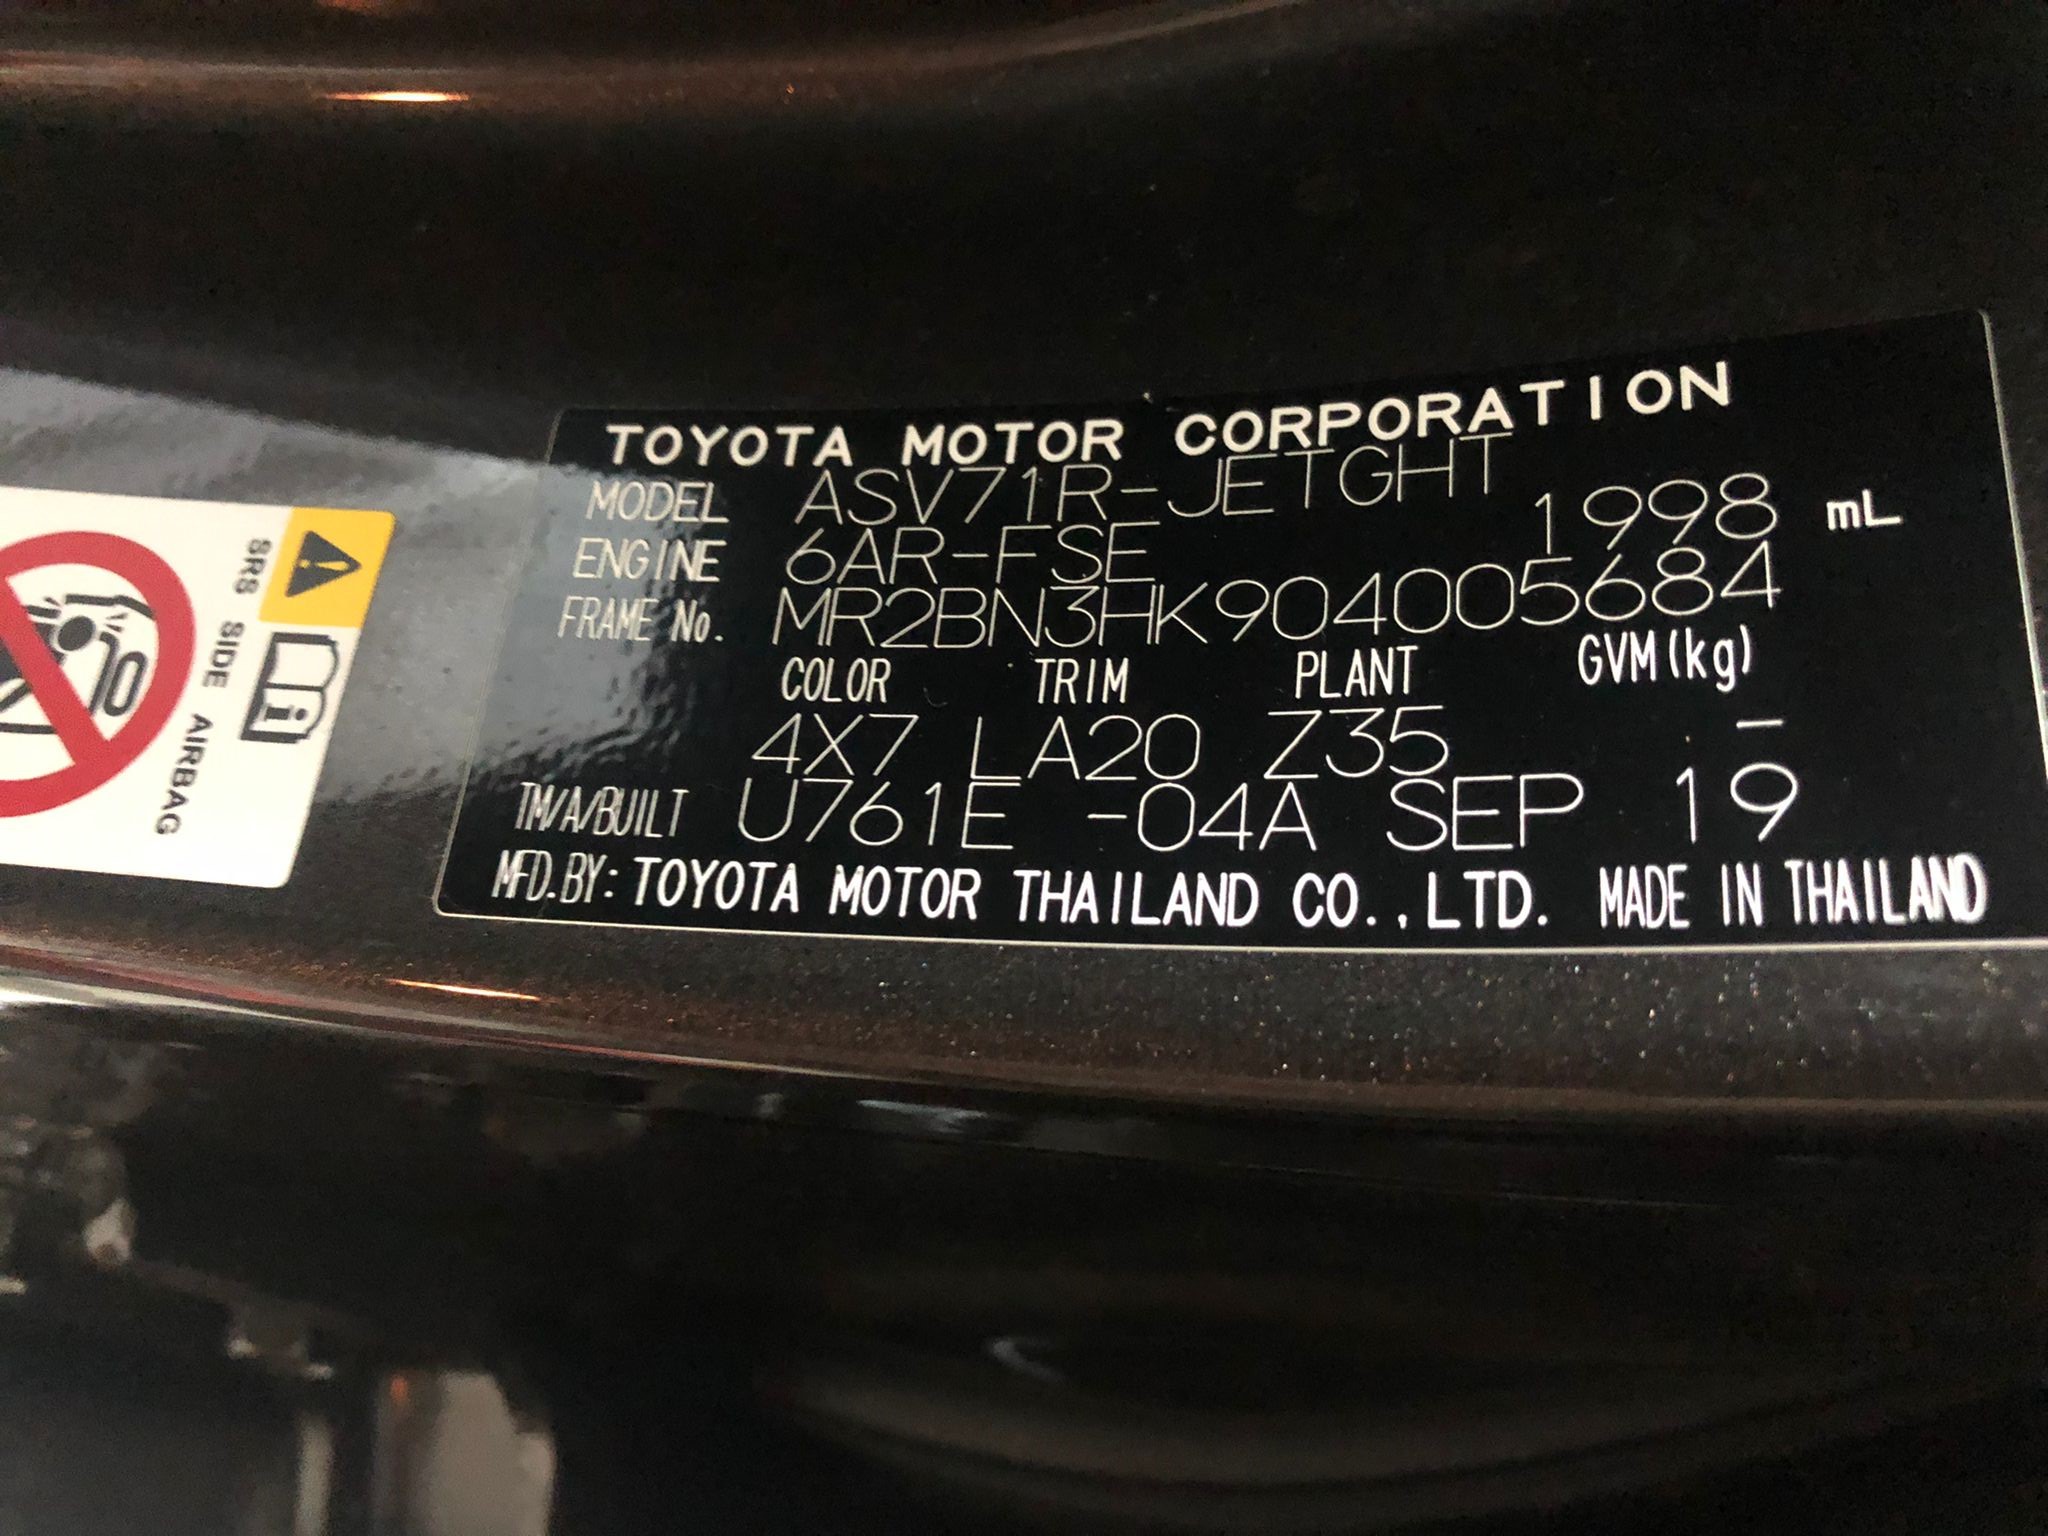 TOYOTA MOTOR CORPORATION
MODEL ASV71R-JETGHT
ENGINE 6AR-FSE 1998 mL
FRAME No. MR2BN3HK904005684
COLOR TRIM PLANT GVM(kg)
4X7 LA20 Z35 -
TM/A/BUILT U761E -04A SEP 19
MFD.BY: TOYOTA MOTOR THAILAND CO.,LTD. MADE IN THAILAND
SRS SIDE AIRBAG